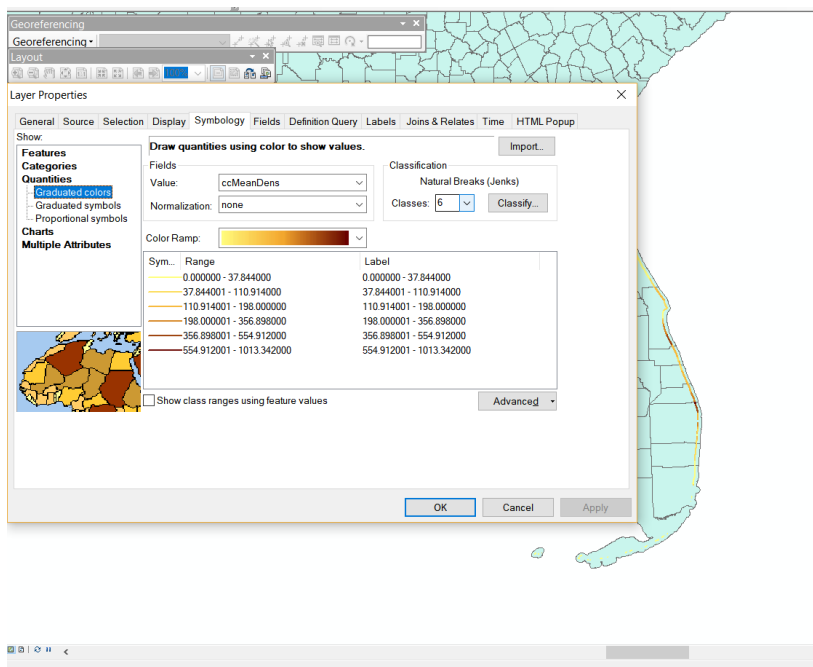 Georeferencing
Georeferencing
Layout
Layer Properties
General Source Selection Display Symbology Fields Definition Query Labels Joins & Relates Time HTML Popup
Show:
Features
Categories
Quantities
Graduated colors
Graduated symbols
Proportional symbols
Charts
Multiple Attributes
Draw quantities using color to show values.
Import...
Fields
Value: ccMeanDens
Normalization: none
Classification
Natural Breaks (Jenks)
Classes: 6 Classify...
Color Ramp:
Sym... Range Label
0.000000 - 37.844000 0.000000 - 37.844000
37.844001 - 110.914000 37.844001 - 110.914000
110.914001 - 198.000000 110.914001 - 198.000000
198.000001 - 356.898000 198.000001 - 356.898000
356.898001 - 554.912000 356.898001 - 554.912000
554.912001 - 1013.342000 554.912001 - 1013.342000
Show class ranges using feature values
Advanced
OK Cancel Apply